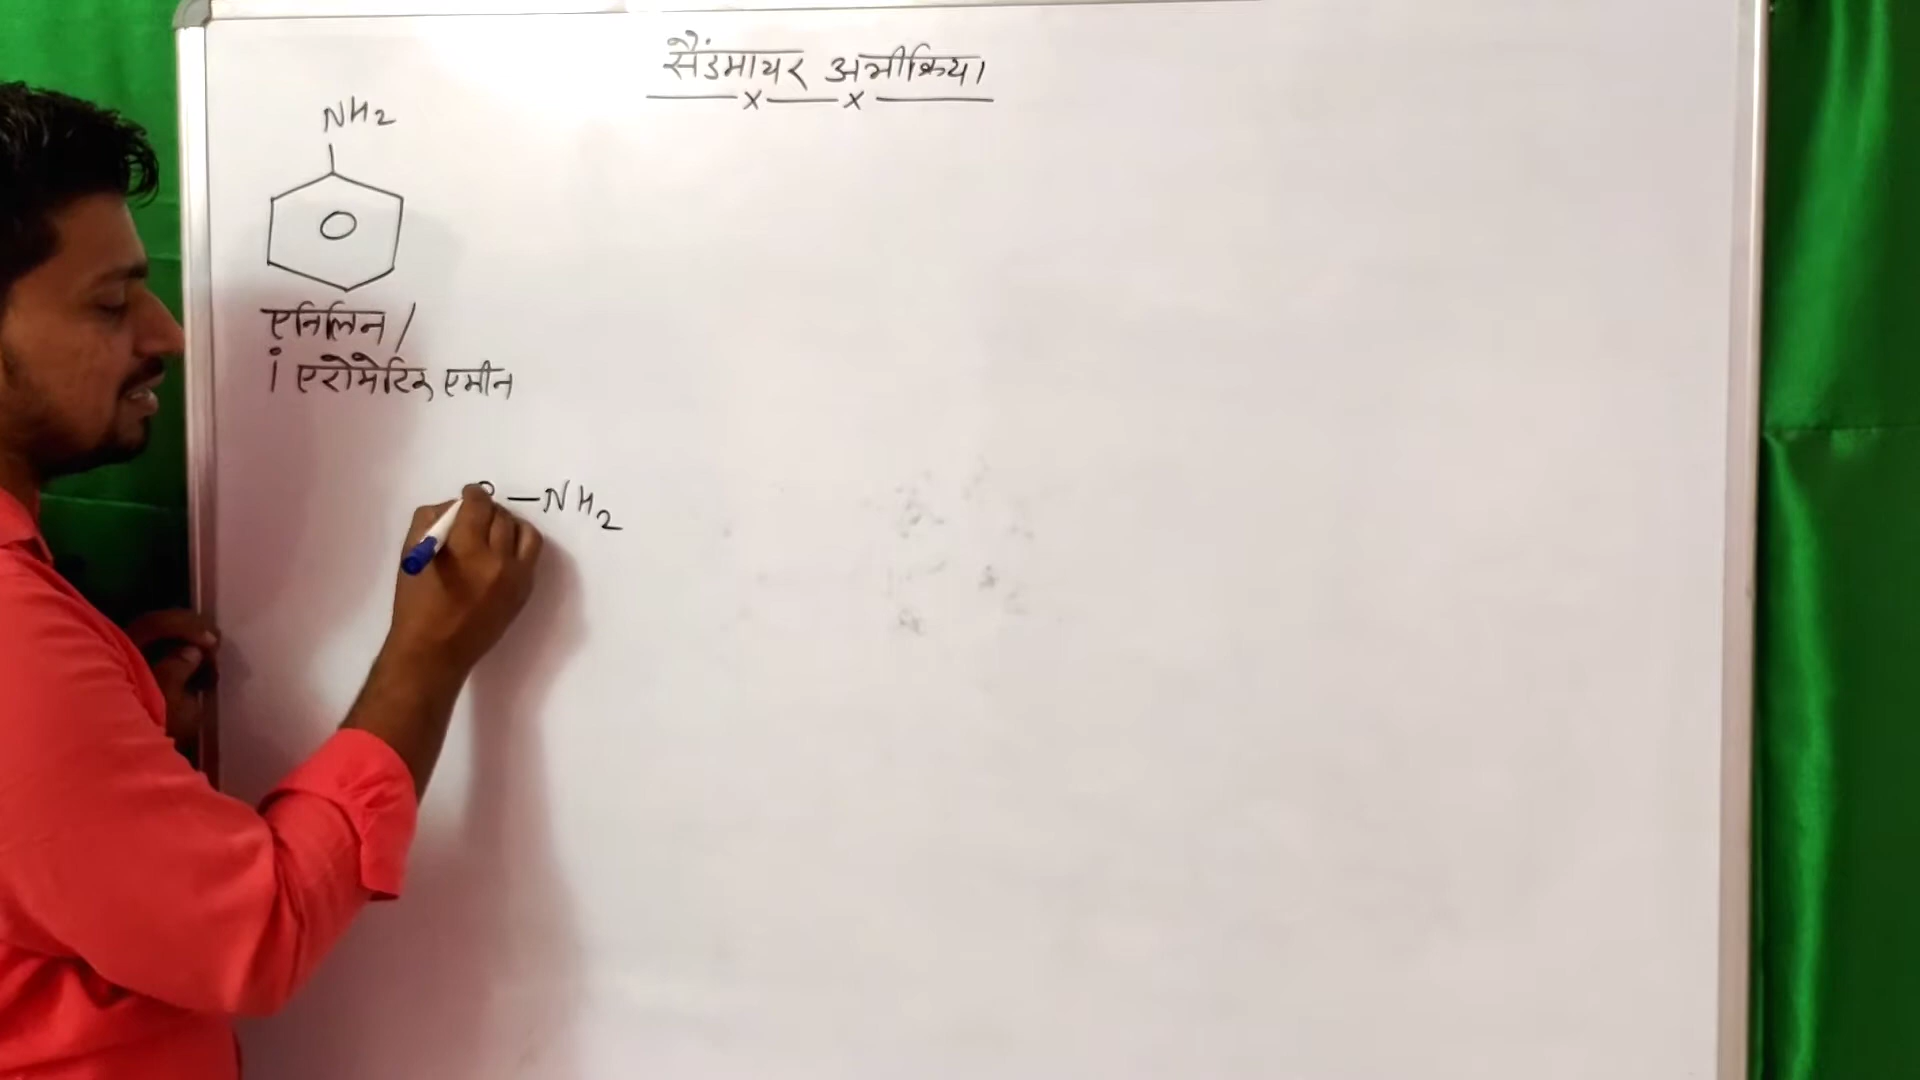 सैंडमायर अभीक्रिया
NH2
एनिलिन /
i एरोमेटिक एमीन
—NH2